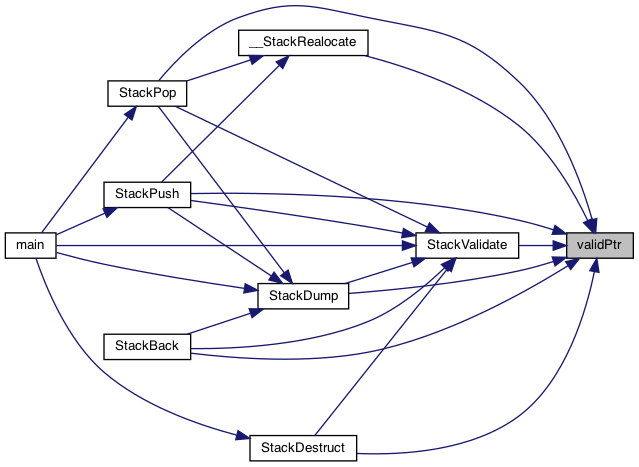 __StackRealocate
StackPop
StackPush
main
StackValidate
validPtr
StackDump
StackBack
StackDestruct